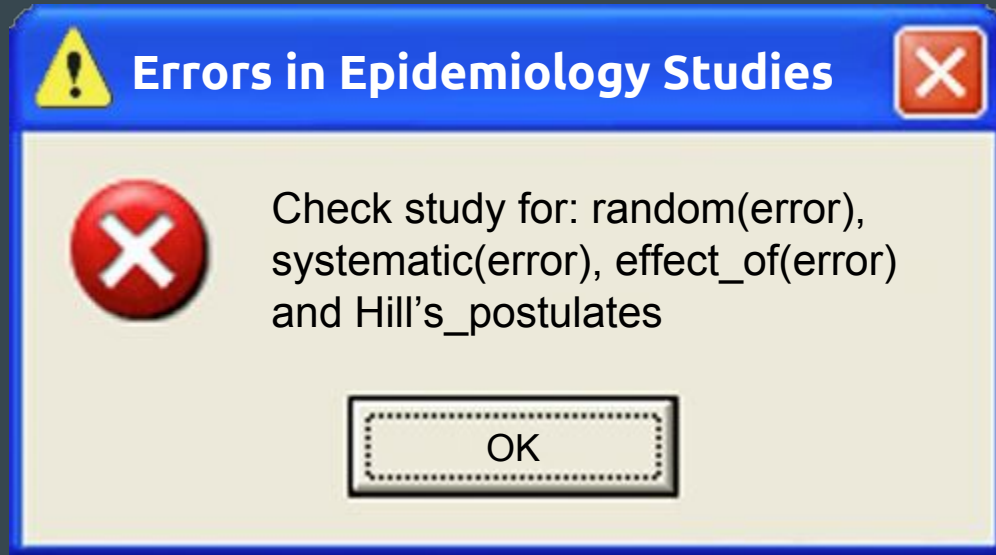 Errors in Epidemiology Studies
Check study for: random(error),
systematic(error), effect_of(error)
and Hill’s_postulates
OK